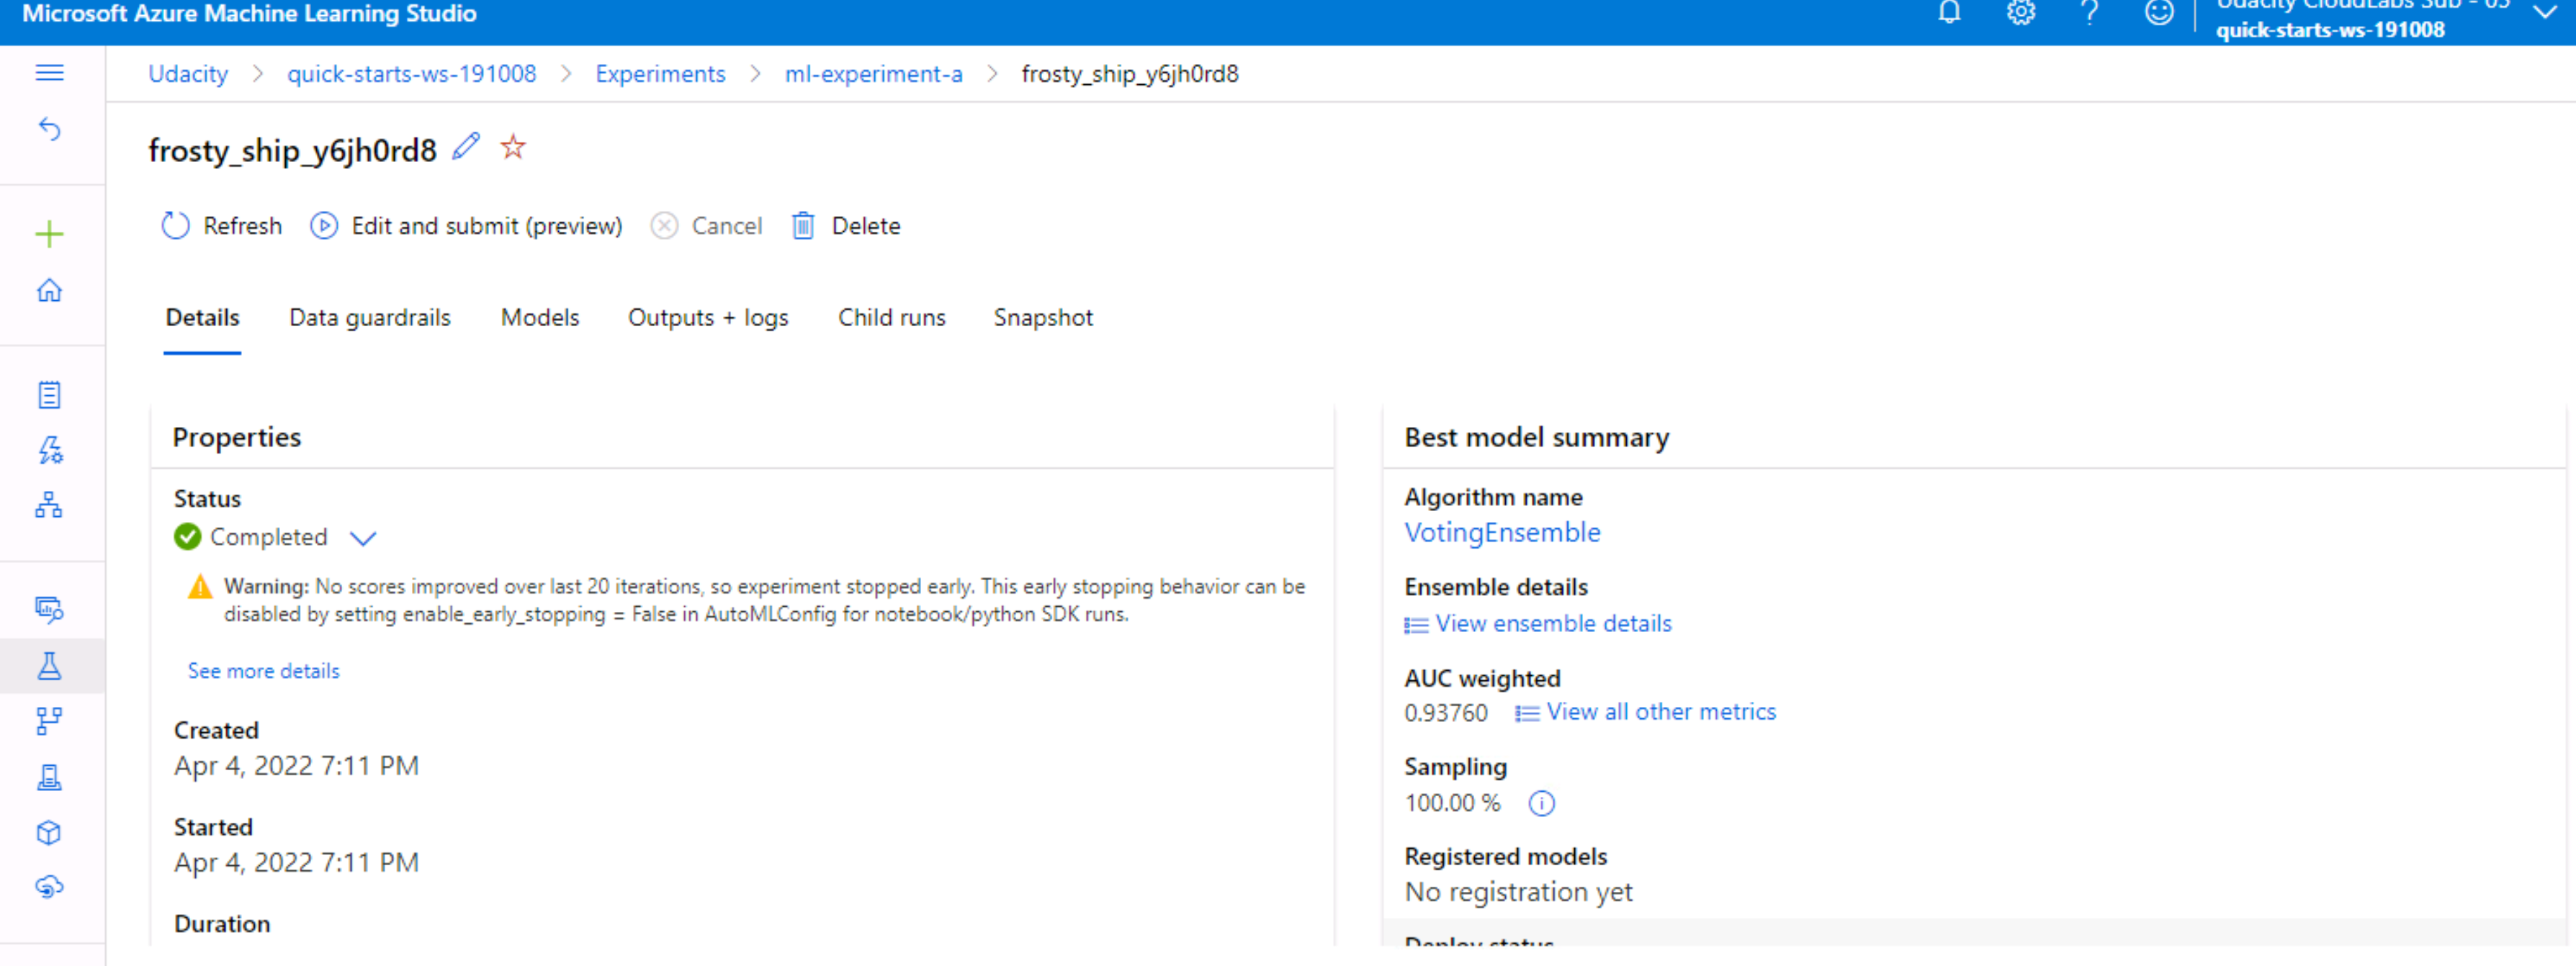 Microsoft Azure Machine Learning Studio
Udacity CloudLabs Sub - 05
quick-starts-ws-191008
Udacity > quick-starts-ws-191008 > Experiments > ml-experiment-a > frosty_ship_y6jh0rd8
frosty_ship_y6jh0rd8
Refresh Edit and submit (preview) Cancel Delete
Details Data guardrails Models Outputs + logs Child runs Snapshot
Properties
Status
Completed
Warning: No scores improved over last 20 iterations, so experiment stopped early. This early stopping behavior can be
disabled by setting enable_early_stopping = False in AutoMLConfig for notebook/python SDK runs.
See more details
Created
Apr 4, 2022 7:11 PM
Started
Apr 4, 2022 7:11 PM
Duration
Best model summary
Algorithm name
VotingEnsemble
Ensemble details
View ensemble details
AUC weighted
0.93760 View all other metrics
Sampling
100.00 %
Registered models
No registration yet
Deploy status